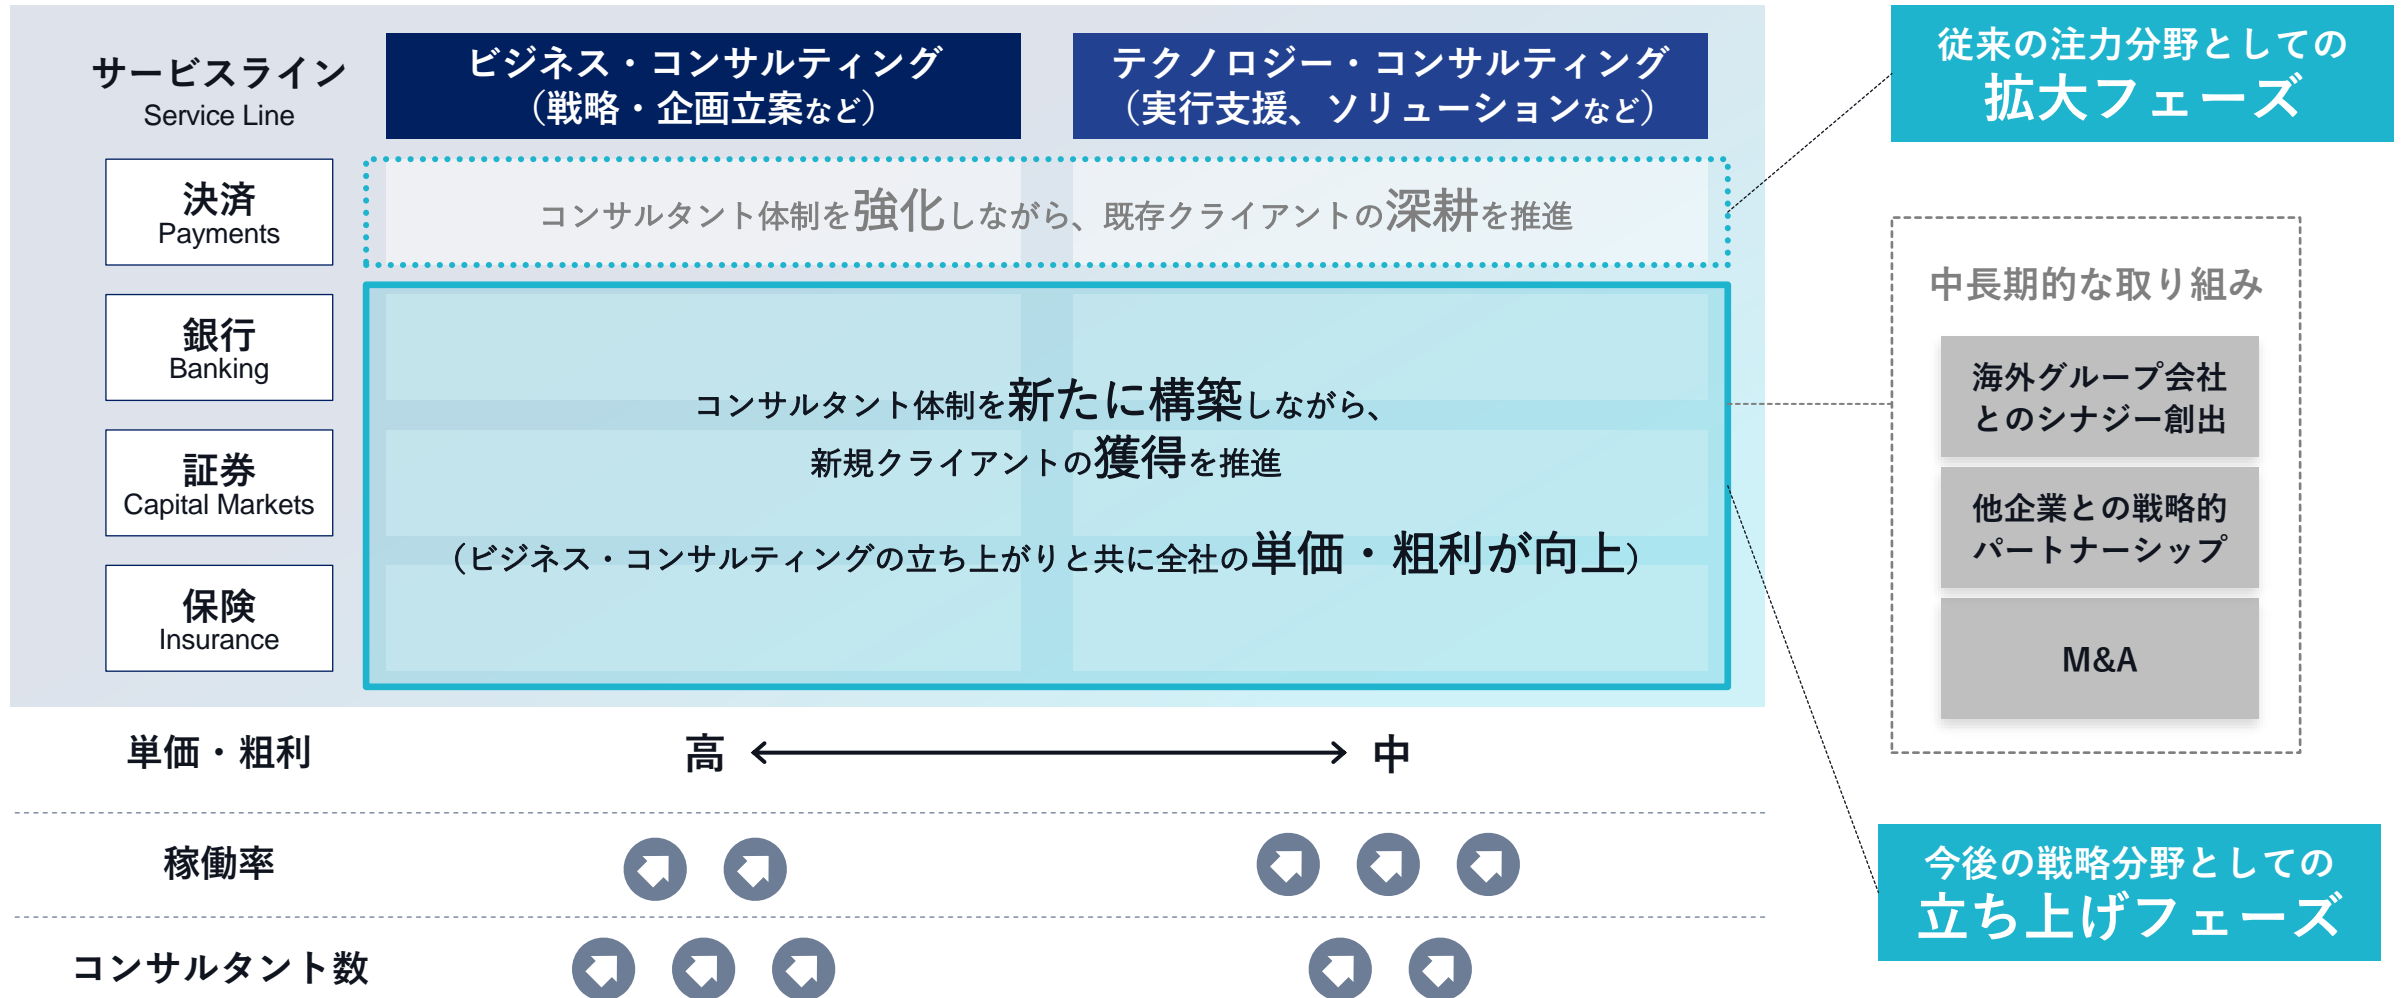 サービスライン
Service Line
ビジネス・コンサルティング
（戦略・企画立案など）
テクノロジー・コンサルティング
（実行支援、ソリューションなど）
決済
Payments
コンサルタント体制を強化しながら、既存クライアントの深耕を推進
銀行
Banking
証券
Capital Markets
保険
Insurance
コンサルタント体制を新たに構築しながら、
新規クライアントの獲得を推進
（ビジネス・コンサルティングの立ち上がりと共に全社の単価・粗利が向上）
単価・粗利
高
中
稼働率
コンサルタント数
従来の注力分野としての
拡大フェーズ
中長期的な取り組み
海外グループ会社
とのシナジー創出
他企業との戦略的
パートナーシップ
M&A
今後の戦略分野としての
立ち上げフェーズ